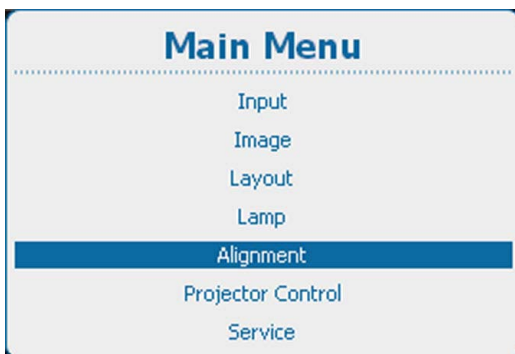 Main Menu
Input
Image
Layout
Lamp
Alignment
Projector Control
Service